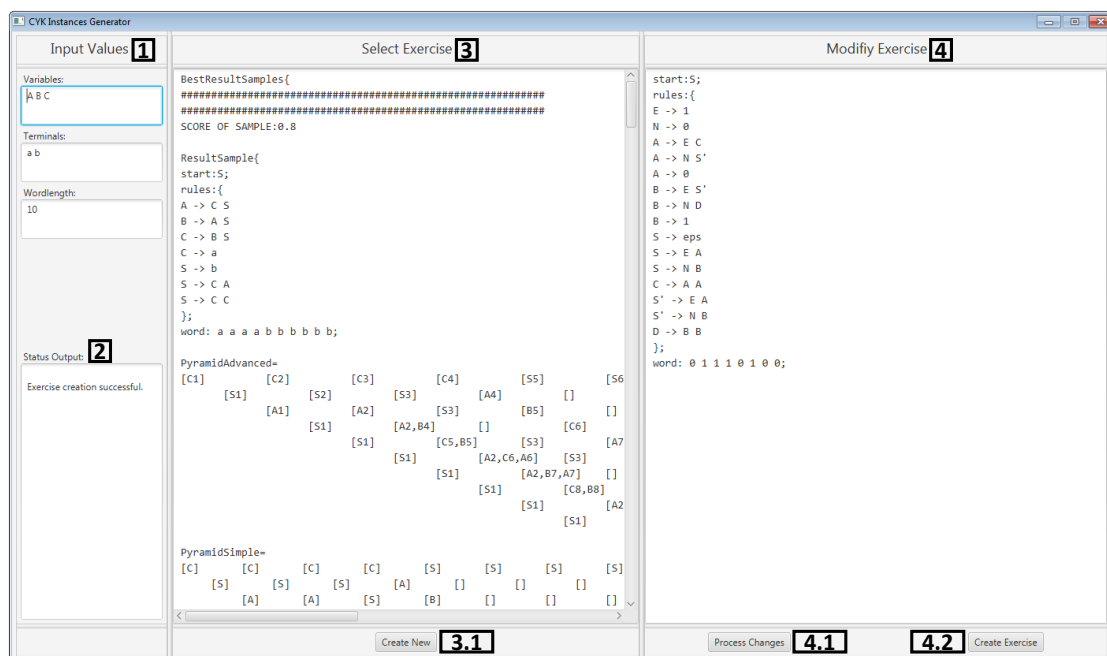 CYK Instances Generator
Input Values 1
Variables:
A B C
Terminals:
a b
Wordlength:
10
Status Output: 2
Exercise creation successful.
Select Exercise 3
BestResultSamples{
############################################################
############################################################
SCORE OF SAMPLE:0.8
ResultSample{
start:S;
rules:{
A -> C S
B -> A S
C -> B S
C -> a
S -> b
S -> C A
S -> C C
};
word: a a a a b b b b b b;
PyramidAdvanced=
[C1] [C2] [C3] [C4] [S5] [S6
[S1] [S2] [S3] [A4] []
[A1] [A2] [S3] [B5] []
[S1] [A2,B4] [] [C6]
[S1] [C5,B5] [S3] [A7
[S1] [A2,C6,A6] [S3]
[S1] [A2,B7,A7] []
[S1] [C8,B8]
[S1] [A2
[S1]
PyramidSimple=
[C] [C] [C] [C] [S] [S] [S] [S]
[S] [S] [S] [A] [] [] []
[A] [A] [S] [B] [] [] []
Create New 3.1
Modifiy Exercise 4
start:S;
rules:{
E -> 1
N -> 0
A -> E C
A -> N S'
A -> 0
B -> E S'
B -> N D
B -> 1
S -> eps
S -> E A
S -> N B
C -> A A
S' -> E A
S' -> N B
D -> B B
};
word: 0 1 1 1 0 1 0 0;
Process Changes 4.1 4.2 Create Exercise